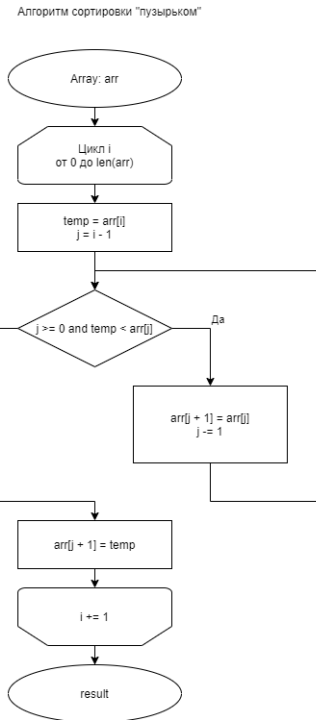 Алгоритм сортировки "пузырьком"
Array: arr
Цикл i
от 0 до len(arr)
temp = arr[i]
j = i - 1
j >= 0 and temp < arr[j]
Да
arr[j + 1] = arr[j]
j -= 1
arr[j + 1] = temp
i += 1
result